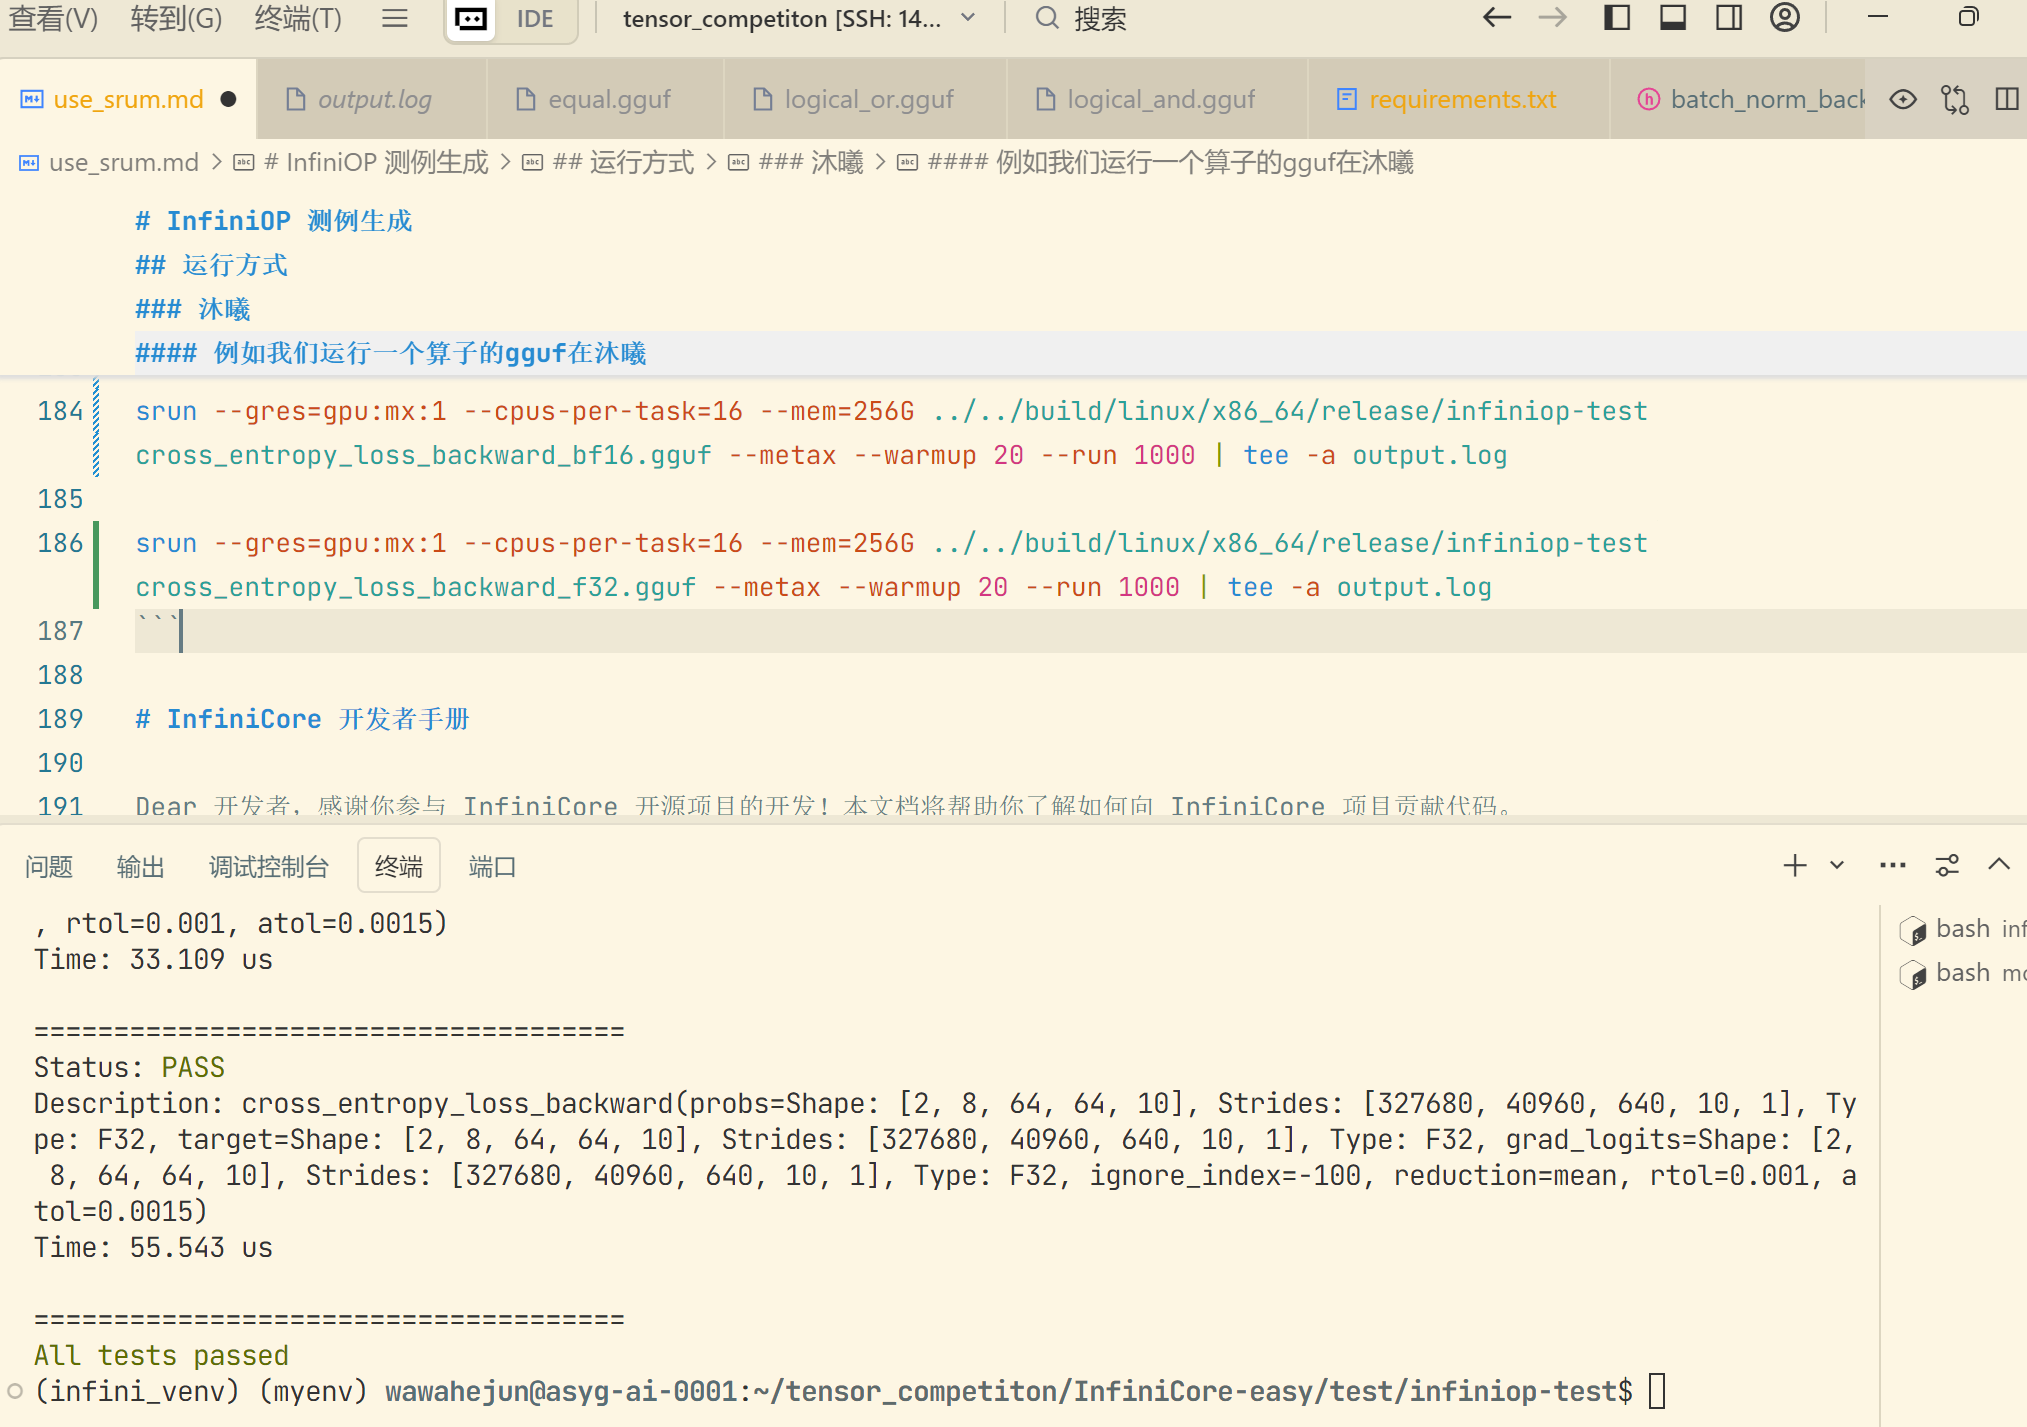 查看(V) 转到(G) 终端(T) IDE tensor_competiton [SSH: 14... 搜索
use_srum.md output.log equal.gguf logical_or.gguf logical_and.gguf requirements.txt batch_norm_back
use_srum.md > # InfiniOP 测例生成 > ## 运行方式 > ### 沐曦 > #### 例如我们运行一个算子的gguf在沐曦
# InfiniOP 测例生成
## 运行方式
### 沐曦
#### 例如我们运行一个算子的gguf在沐曦
184 srun --gres=gpu:mx:1 --cpus-per-task=16 --mem=256G ../../build/linux/x86_64/release/infiniop-test
cross_entropy_loss_backward_bf16.gguf --metax --warmup 20 --run 1000 | tee -a output.log
185
186 srun --gres=gpu:mx:1 --cpus-per-task=16 --mem=256G ../../build/linux/x86_64/release/infiniop-test
cross_entropy_loss_backward_f32.gguf --metax --warmup 20 --run 1000 | tee -a output.log
187 ```
188
189 # InfiniCore 开发者手册
190
191 Dear 开发者，感谢你参与 InfiniCore 开源项目的开发！本文档将帮助你了解如何向 InfiniCore 项目贡献代码。
问题 输出 调试控制台 终端 端口
, rtol=0.001, atol=0.0015)
Time: 33.109 us
=====================================
Status: PASS
Description: cross_entropy_loss_backward(probs=Shape: [2, 8, 64, 64, 10], Strides: [327680, 40960, 640, 10, 1], Ty
pe: F32, target=Shape: [2, 8, 64, 64, 10], Strides: [327680, 40960, 640, 10, 1], Type: F32, grad_logits=Shape: [2,
8, 64, 64, 10], Strides: [327680, 40960, 640, 10, 1], Type: F32, ignore_index=-100, reduction=mean, rtol=0.001, a
tol=0.0015)
Time: 55.543 us
=====================================
All tests passed
(infini_venv) (myenv) wawahejun@asyg-ai-0001:~/tensor_competiton/InfiniCore-easy/test/infiniop-test$
bash inf
bash mo